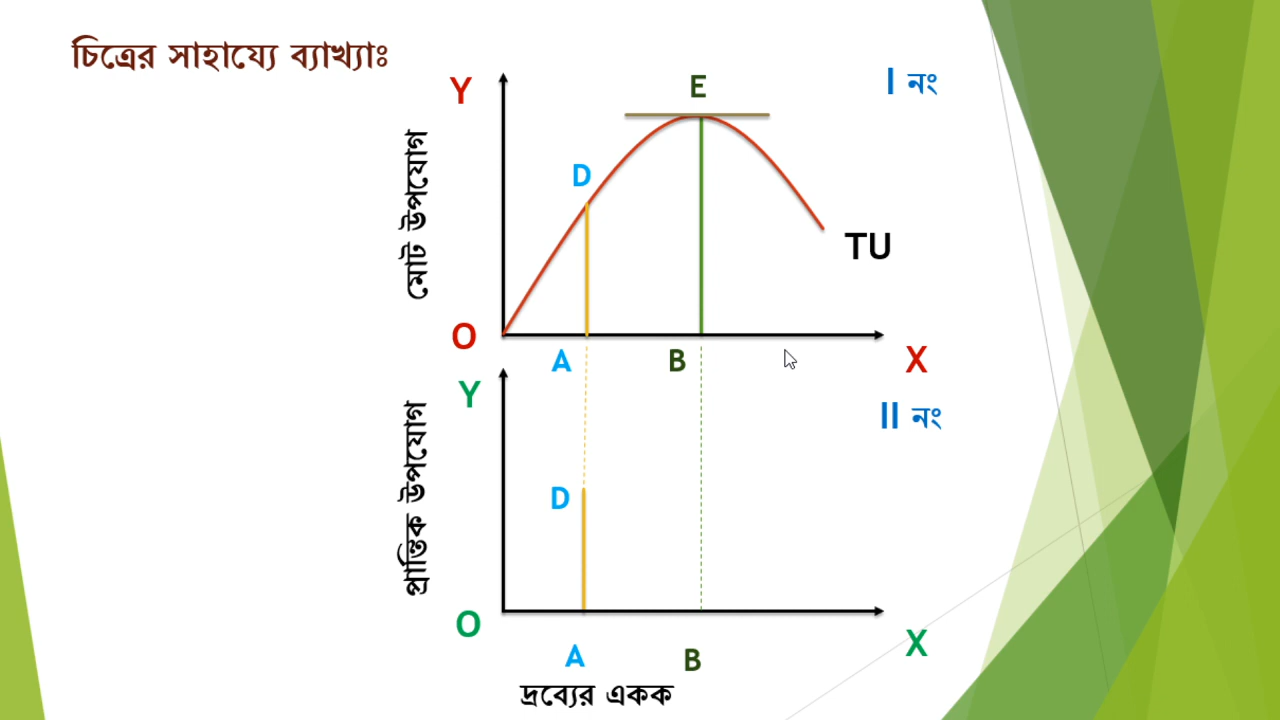 চিত্রের সাহায্যে ব্যাখ্যাঃ
I নং
Y
E
মোট উপযোগ
D
TU
O
A
B
X
Y
II নং
প্রান্তিক উপযোগ
D
O
X
A
B
দ্রব্যের একক